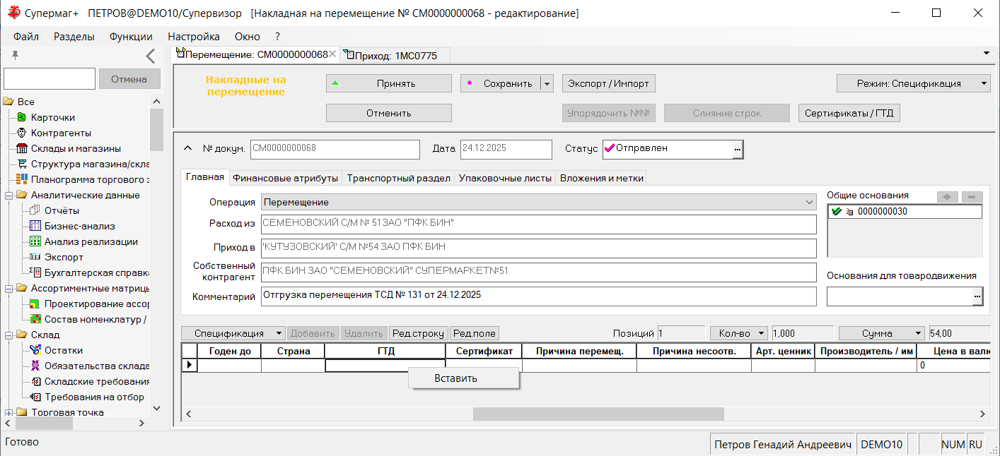 Супермаг+ ПЕТРОВ@DEMO10/Супервизор [Накладная на перемещение № СМ0000000068 - редактирование]
Файл Разделы Функции Настройка Окно ?
Перемещение: СМ0000000068 Приход: 1МС0775
Отмена
Накладные на перемещение
Принять Сохранить Экспорт / Импорт Режим: Спецификация
Отменить Упорядочить №№ Слияние строк Сертификаты / ГТД
Все
Карточки
Контрагенты
Склады и магазины
Структура магазина/скла
Планограмма торгового з
Аналитические данные
Отчёты
Бизнес-анализ
Анализ реализации
Экспорт
Бухгалтерская справка
Ассортиментные матрицы
Проектирование ассор
Состав номенклатур /
Склад
Остатки
Обязательства склада
Складские требования
Требования на отбор
Торговая точка
№ докум. СМ0000000068 Дата 24.12.2025 Статус Отправлен ...
Главная Финансовые атрибуты Транспортный раздел Упаковочные листы Вложения и метки
Операция Перемещение
Расход из СЕМЕНОВСКИЙ С/М № 51ЗАО "ПФК БИН"
Приход в 'КУТУЗОВСКИЙ' С/М №54 ЗАО ПФК БИН
Собственный контрагент ПФК БИН ЗАО "СЕМЕНОВСКИЙ" СУПЕРМАРКЕТ№51
Комментарий Отгрузка перемещения ТСД № 131 от 24.12.2025
Общие основания
0000000030
Основания для товародвижения
...
Спецификация Добавить Удалить Ред.строку Ред.поле Позиций 1 Кол-во 1,000 Сумма 54,00
Годен до Страна ГТД Сертификат Причина перемещ. Причина несоотв. Арт. ценник Производитель / им Цена в валю
0
Вставить
Готово Петров Генадий Андреевич DEMO10 NUM RU